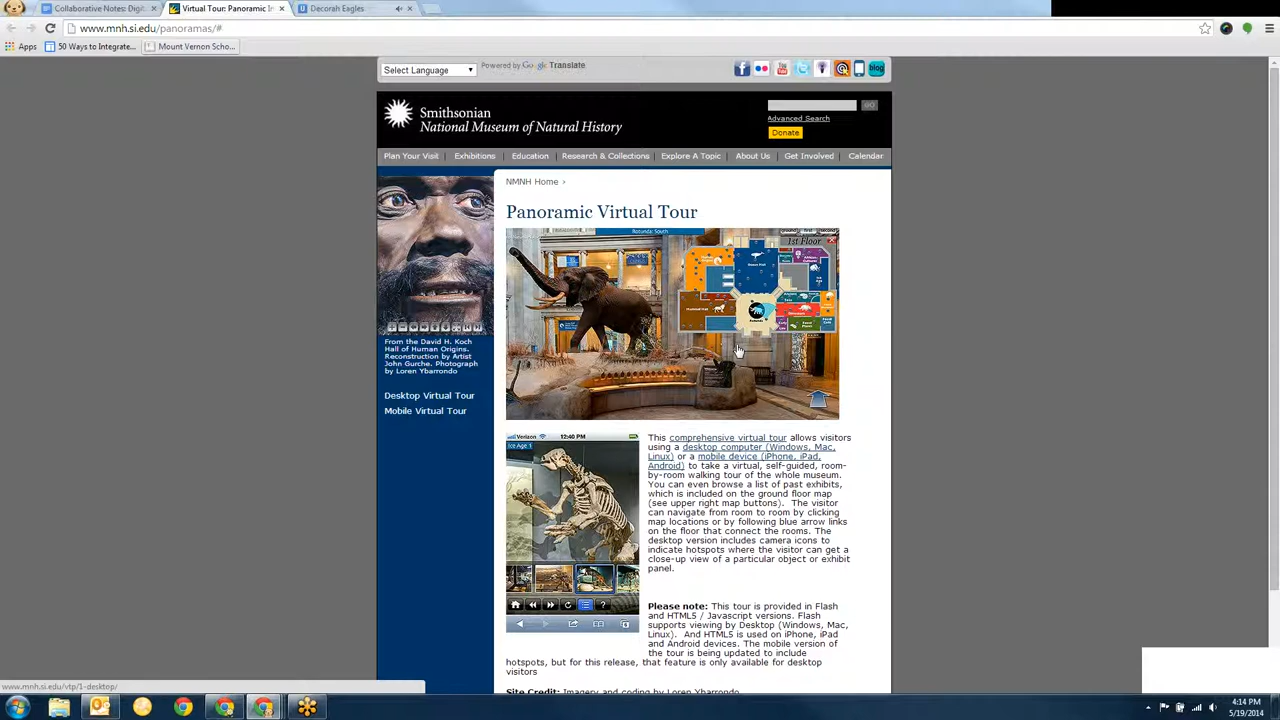 Collaborative Notes: Digit
Virtual Tour: Panoramic In
Decorah Eagles
www.mnh.si.edu/panoramas/#
Apps
50 Ways to Integrate...
Mount Vernon Scho...
Select Language
Powered by Google Translate
blog
Smithsonian
National Museum of Natural History
GO
Advanced Search
Donate
Plan Your Visit
Exhibitions
Education
Research & Collections
Explore A Topic
About Us
Get Involved
Calendar
NMNH Home >
Panoramic Virtual Tour
Rotunda: South
1st Floor
From the David H. Koch
Hall of Human Origins.
Reconstruction by Artist
John Gurche. Photograph
by Loren Ybarrondo
Desktop Virtual Tour
Mobile Virtual Tour
Verizon
12:40 PM
Ice Age 1
This comprehensive virtual tour allows visitors
using a desktop computer (Windows, Mac,
Linux) or a mobile device (iPhone, iPad,
Android) to take a virtual, self-guided, room-
by-room walking tour of the whole museum.
You can even browse a list of past exhibits,
which is included on the ground floor map
(see upper right map buttons). The visitor
can navigate from room to room by clicking
map locations or by following blue arrow links
on the floor that connect the rooms. The
desktop version includes camera icons to
indicate hotspots where the visitor can get a
close-up view of a particular object or exhibit
panel.
Please note: This tour is provided in Flash
and HTML5 / Javascript versions. Flash
supports viewing by Desktop (Windows, Mac,
Linux). And HTML5 is used on iPhone, iPad
and Android devices. The mobile version of
the tour is being updated to include
hotspots, but for this release, that feature is only available for desktop
visitors
Site Credit: Imagery and coding by Loren Ybarrondo
www.mnh.si.edu/vtp/1-desktop/
4:14 PM
5/19/2014